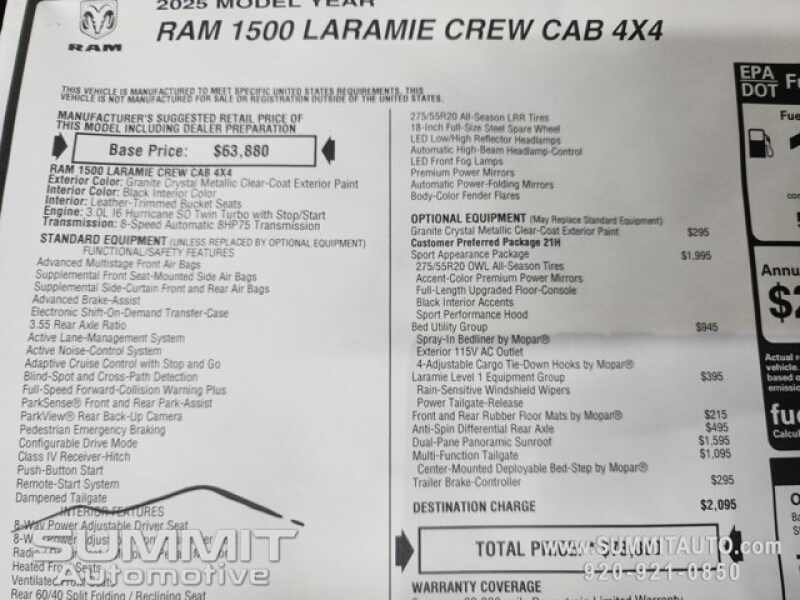 2025 MODEL YEAR
RAM 1500 LARAMIE CREW CAB 4X4
RAM
THIS VEHICLE IS MANUFACTURED TO MEET SPECIFIC UNITED STATES REQUIREMENTS. THIS
VEHICLE IS NOT MANUFACTURED FOR SALE OR REGISTRATION OUTSIDE OF THE UNITED STATES.
MANUFACTURER'S SUGGESTED RETAIL PRICE OF
THIS MODEL INCLUDING DEALER PREPARATION
Base Price: $63,880
RAM 1500 LARAMIE CREW CAB 4X4
Exterior Color: Granite Crystal Metallic Clear-Coat Exterior Paint
Interior Color: Black Interior Color
Interior: Leather-Trimmed Bucket Seats
Engine: 3.0L I6 Hurricane SO Twin Turbo with Stop/Start
Transmission: 8-Speed Automatic 8HP75 Transmission
STANDARD EQUIPMENT (UNLESS REPLACED BY OPTIONAL EQUIPMENT)
FUNCTIONAL/SAFETY FEATURES
Advanced Multistage Front Air Bags
Supplemental Front Seat-Mounted Side Air Bags
Supplemental Side-Curtain Front and Rear Air Bags
Advanced Brake-Assist
Electronic Shift-On-Demand Transfer-Case
3.55 Rear Axle Ratio
Active Lane-Management System
Active Noise-Control System
Adaptive Cruise Control with Stop and Go
Blind-Spot and Cross-Path Detection
Full-Speed Forward-Collision Warning Plus
ParkSense® Front and Rear Park-Assist
ParkView® Rear Back-Up Camera
Pedestrian Emergency Braking
Configurable Drive Mode
Class IV Receiver-Hitch
Push-Button Start
Remote-Start System
Dampened Tailgate
INTERIOR FEATURES
8-Way Power Adjustable Driver Seat
Heated Front Seats
Ventilated Front Seats
Rear 60/40 Split Folding / Reclining Seat
275/55R20 All-Season LRR Tires
18-Inch Full-Size Steel Spare Wheel
LED Low/High Reflector Headlamps
Automatic High-Beam Headlamp-Control
LED Front Fog Lamps
Premium Power Mirrors
Automatic Power-Folding Mirrors
Body-Color Fender Flares
OPTIONAL EQUIPMENT (May Replace Standard Equipment)
Granite Crystal Metallic Clear-Coat Exterior Paint $295
Customer Preferred Package 21H
Sport Appearance Package $1,995
275/55R20 OWL All-Season Tires
Accent-Color Premium Power Mirrors
Full-Length Upgraded Floor-Console
Black Interior Accents
Sport Performance Hood
Bed Utility Group $945
Spray-In Bedliner by Mopar®
Exterior 115V AC Outlet
4-Adjustable Cargo Tie-Down Hooks by Mopar®
Laramie Level 1 Equipment Group $395
Rain-Sensitive Windshield Wipers
Power Tailgate-Release
Front and Rear Rubber Floor Mats by Mopar® $215
Anti-Spin Differential Rear Axle $495
Dual-Pane Panoramic Sunroof $1,595
Multi-Function Tailgate $1,095
Center-Mounted Deployable Bed-Step by Mopar®
Trailer Brake-Controller $295
DESTINATION CHARGE $2,095
TOTAL PRICE: *
WARRANTY COVERAGE
EPA
DOT
Annu
Actual r
vehicle.
based o
emission
Calcul
SUMMIT
Automotive
WWW.SUMMITAUTO.COM
920-921-0850